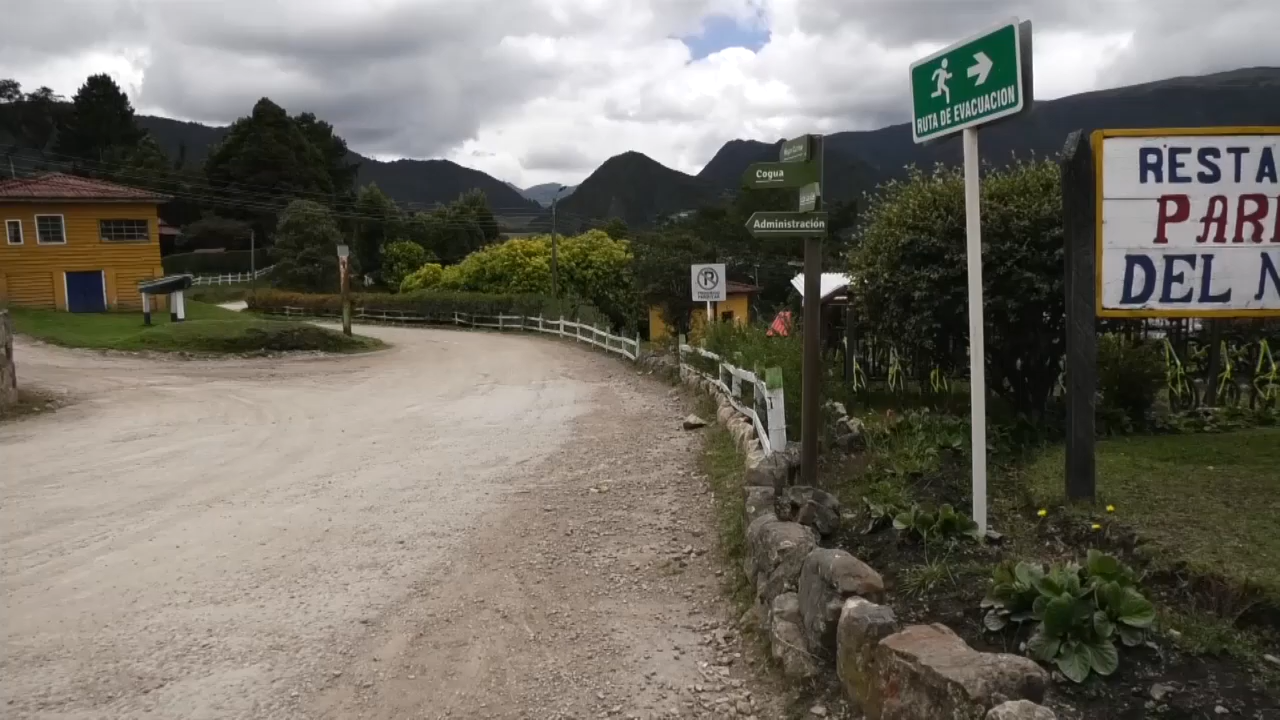 RUTA DE EVACUACION
Cogua
Administración
RESTA
PAR
DEL N